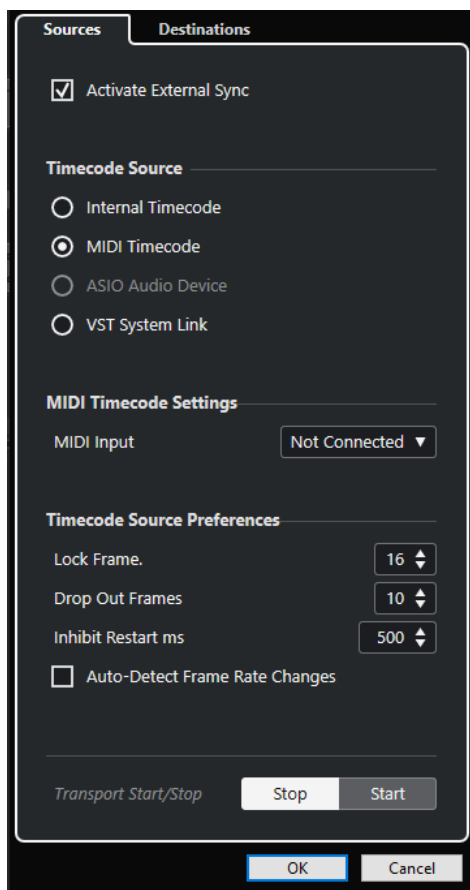 Sources Destinations
Activate External Sync
Timecode Source
Internal Timecode
MIDI Timecode
ASIO Audio Device
VST System Link
MIDI Timecode Settings
MIDI Input Not Connected
Timecode Source Preferences
Lock Frame. 16
Drop Out Frames 10
Inhibit Restart ms 500
Auto-Detect Frame Rate Changes
Transport Start/Stop Stop Start
OK Cancel